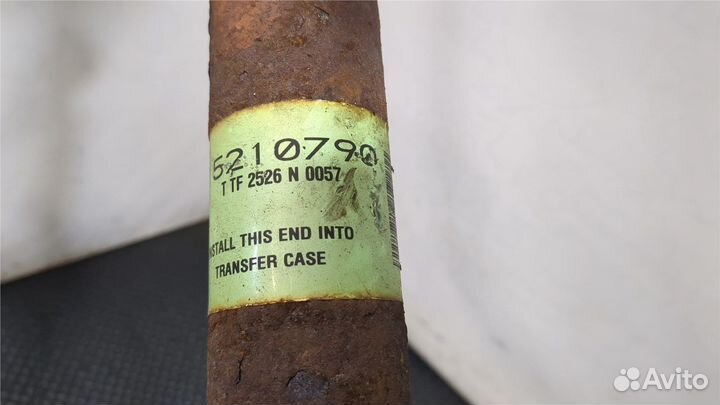 5210790
T TF 2526 N 0057
INSTALL THIS END INTO
TRANSFER CASE
Avito